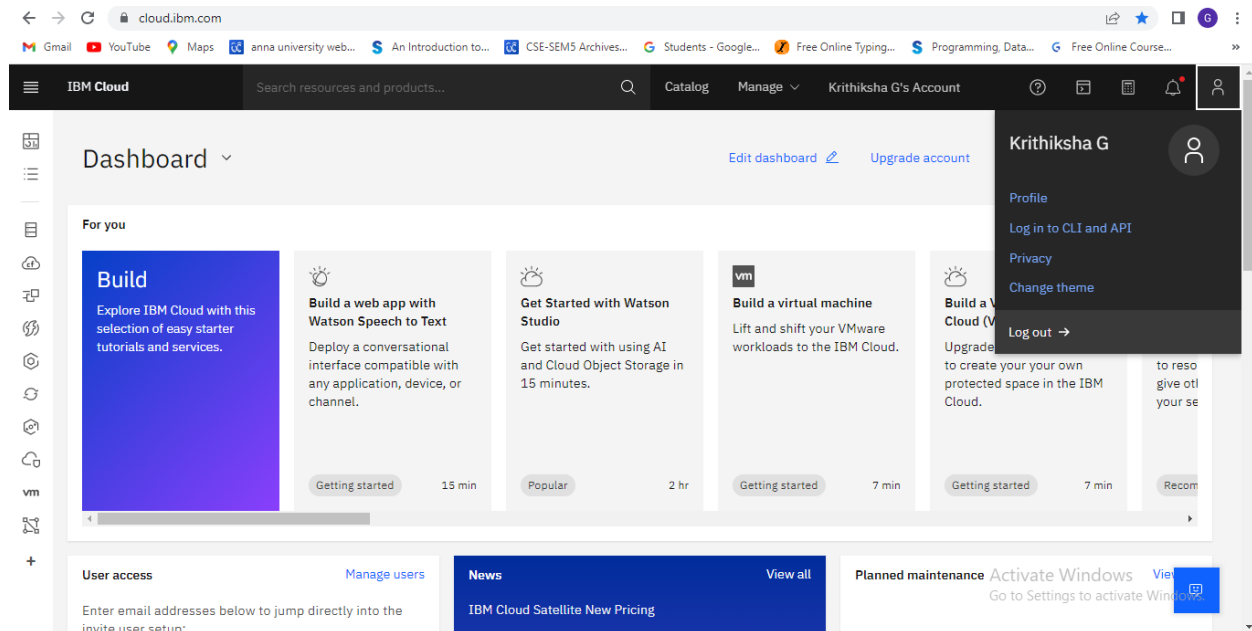 cloud.ibm.com
G
Gmail
YouTube
Maps
anna university web...
An Introduction to...
CSE-SEM5 Archives...
Students - Google...
Free Online Typing...
Programming, Data...
Free Online Course...
»
IBM Cloud
Search resources and products...
Catalog
Manage
Krithiksha G's Account
Krithiksha G
Profile
Log in to CLI and API
Privacy
Change theme
Log out →
Dashboard
Edit dashboard
Upgrade account
For you
Build
Explore IBM Cloud with this
selection of easy starter
tutorials and services.
Build a web app with
Watson Speech to Text
Deploy a conversational
interface compatible with
any application, device, or
channel.
Getting started
15 min
Get Started with Watson
Studio
Get started with using AI
and Cloud Object Storage in
15 minutes.
Popular
2 hr
vm
Build a virtual machine
Lift and shift your VMware
workloads to the IBM Cloud.
Getting started
7 min
Build a V
Cloud (V
Upgrade
to create your your own
protected space in the IBM
Cloud.
Getting started
7 min
to reso
give oth
your se
Recom
vm
User access
Manage users
Enter email addresses below to jump directly into the
invite user setup:
News
View all
IBM Cloud Satellite New Pricing
Planned maintenance
Activate Windows
Go to Settings to activate Windows.